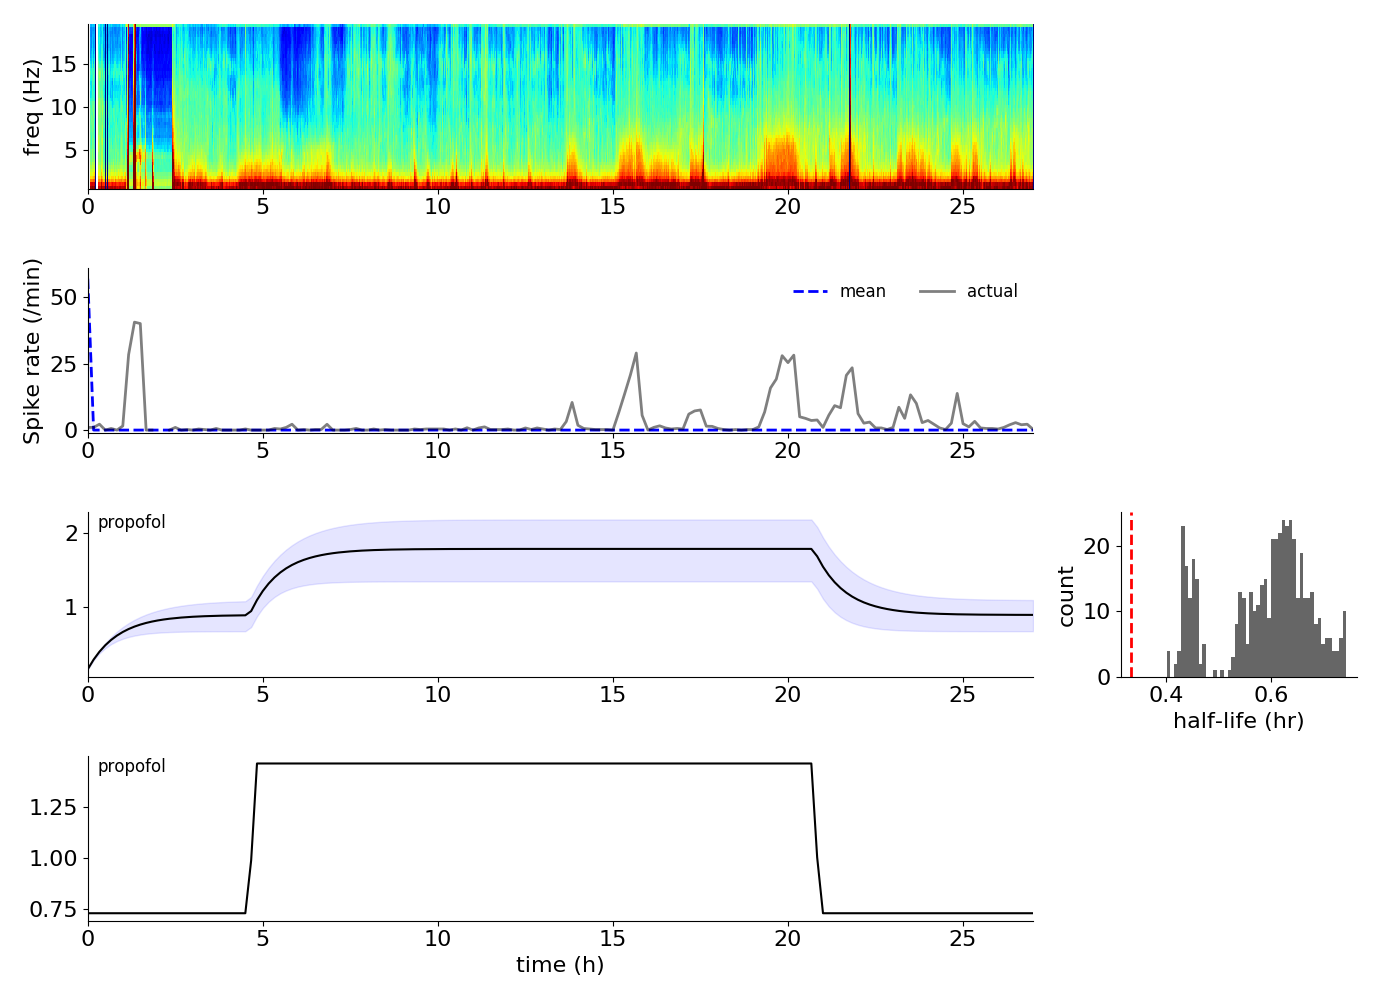 freq (Hz)
15
10
5
0 5 10 15 20 25
Spike rate (/min)
50
25
0
mean actual
0 5 10 15 20 25
propofol
2
1
0 5 10 15 20 25
count
20
10
0
0.4 0.6
half-life (hr)
propofol
1.25
1.00
0.75
0 5 10 15 20 25
time (h)